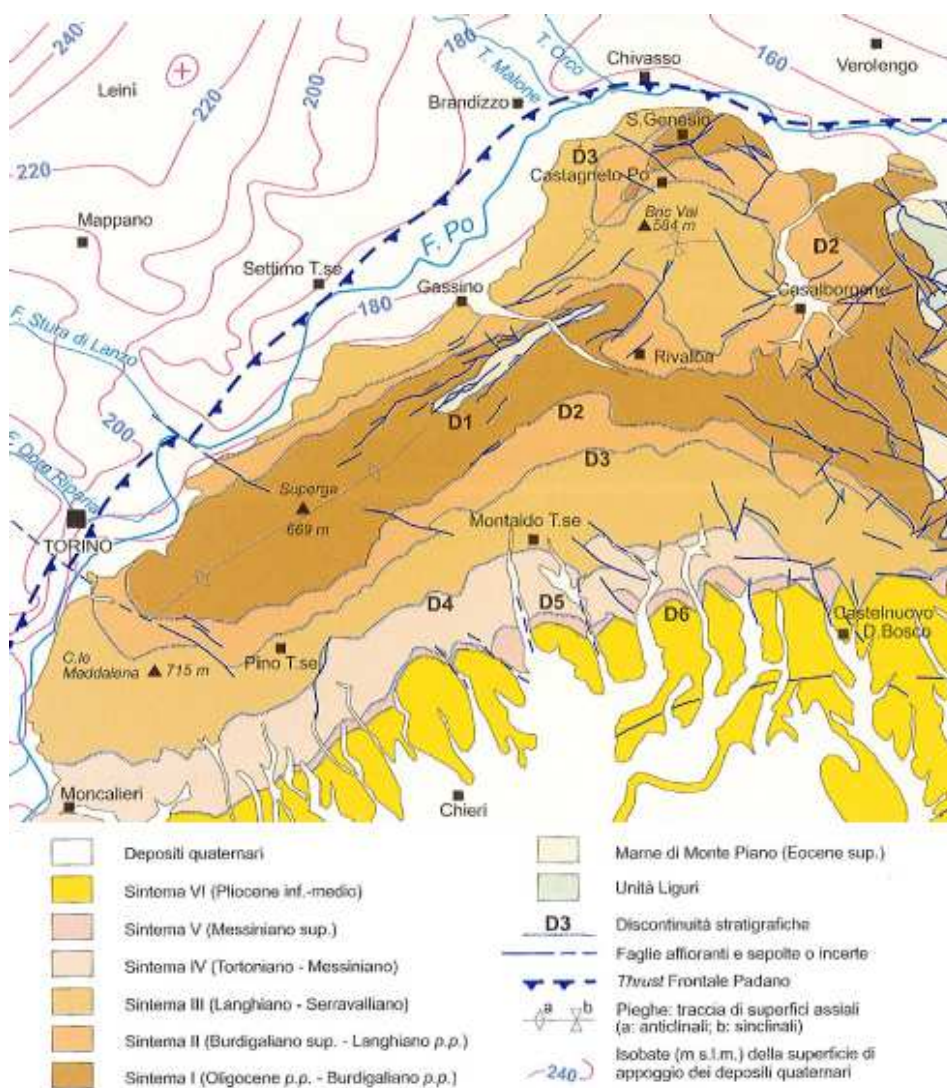 240
220
200
180
160
Leini
T. Malone
T. Orco
Chivasso
Verolengo
Brandizzo
S.Genesio
D3
Castagneto Po
220
Bric Vai
584 m
Mappano
F. Po
D2
Settimo T.se
180
Gassino
Casalborgone
F. Stura di Lanzo
Rivalba
D1
D2
200
D3
F. Dora Riparia
Superga
669 m
Montaldo T.se
TORINO
D4
D5
D6
Castelnuovo
D.Bosco
C.le
Maddalena
715 m
Pino T.se
Moncalieri
Chieri
Depositi quaternari
Sintema VI (Pliocene inf.-medio)
Sintema V (Messiniano sup.)
Sintema IV (Tortoniano - Messiniano)
Sintema III (Langhiano - Serravalliano)
Sintema II (Burdigaliano sup. - Langhiano p.p.)
Sintema I (Oligocene p.p. - Burdigaliano p.p.)
Marne di Monte Piano (Eocene sup.)
Unità Liguri
D3 Discontinuità stratigrafiche
Faglie affioranti e sepolte o incerte
Thrust Frontale Padano
a b Pieghe: traccia di superfici assiali
(a: anticlinali; b: sinclinali)
240 Isobate (m s.l.m.) della superficie di
appoggio dei depositi quaternari